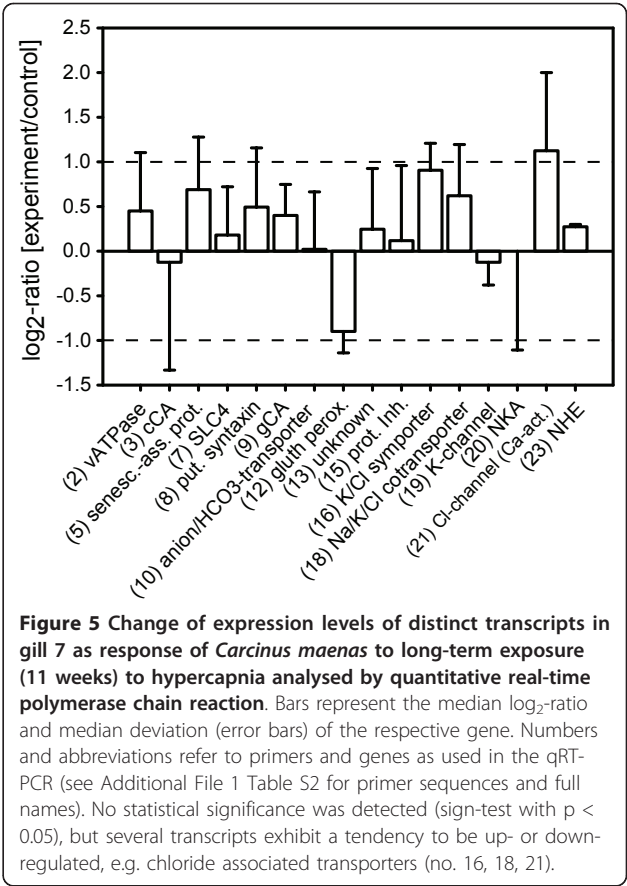 2.5
2.0
1.5
1.0
0.5
0.0
-0.5
-1.0
-1.5
log2-ratio [experiment/control]
(2) vATPase
(3) cCA
(5) senesc.-ass. prot.
(7) SLC4
(8) put. syntaxin
(9) gCA
(10) anion/HCO3-transporter
(12) gluth perox.
(13) unknown
(15) prot. Inh.
(16) K/Cl symporter
(18) Na/K/Cl cotransporter
(19) K-channel
(20) NKA
(21) Cl-channel (Ca-act.)
(23) NHE
Figure 5 Change of expression levels of distinct transcripts in
gill 7 as response of Carcinus maenas to long-term exposure
(11 weeks) to hypercapnia analysed by quantitative real-time
polymerase chain reaction. Bars represent the median log2-ratio
and median deviation (error bars) of the respective gene. Numbers
and abbreviations refer to primers and genes as used in the qRT-
PCR (see Additional File 1 Table S2 for primer sequences and full
names). No statistical significance was detected (sign-test with p <
0.05), but several transcripts exhibit a tendency to be up- or down-
regulated, e.g. chloride associated transporters (no. 16, 18, 21).